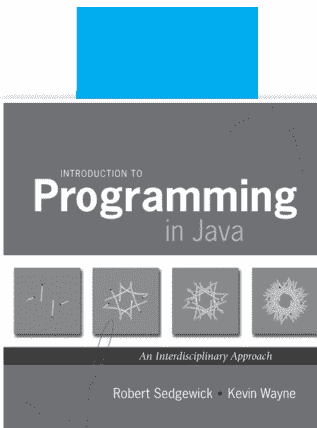 INTRODUCTION TO
Programming
in Java
An Interdisciplinary Approach
Robert Sedgewick • Kevin Wayne